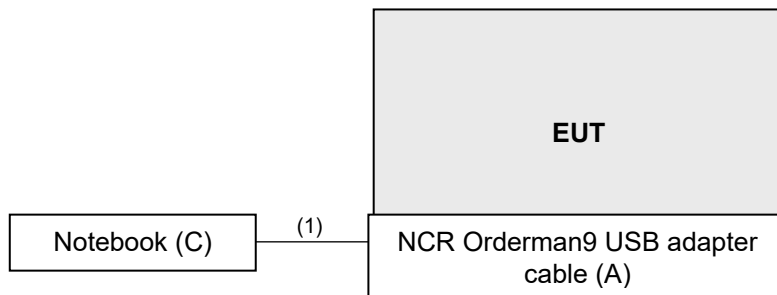 EUT
(1)
Notebook (C)
NCR Orderman9 USB adapter
cable (A)